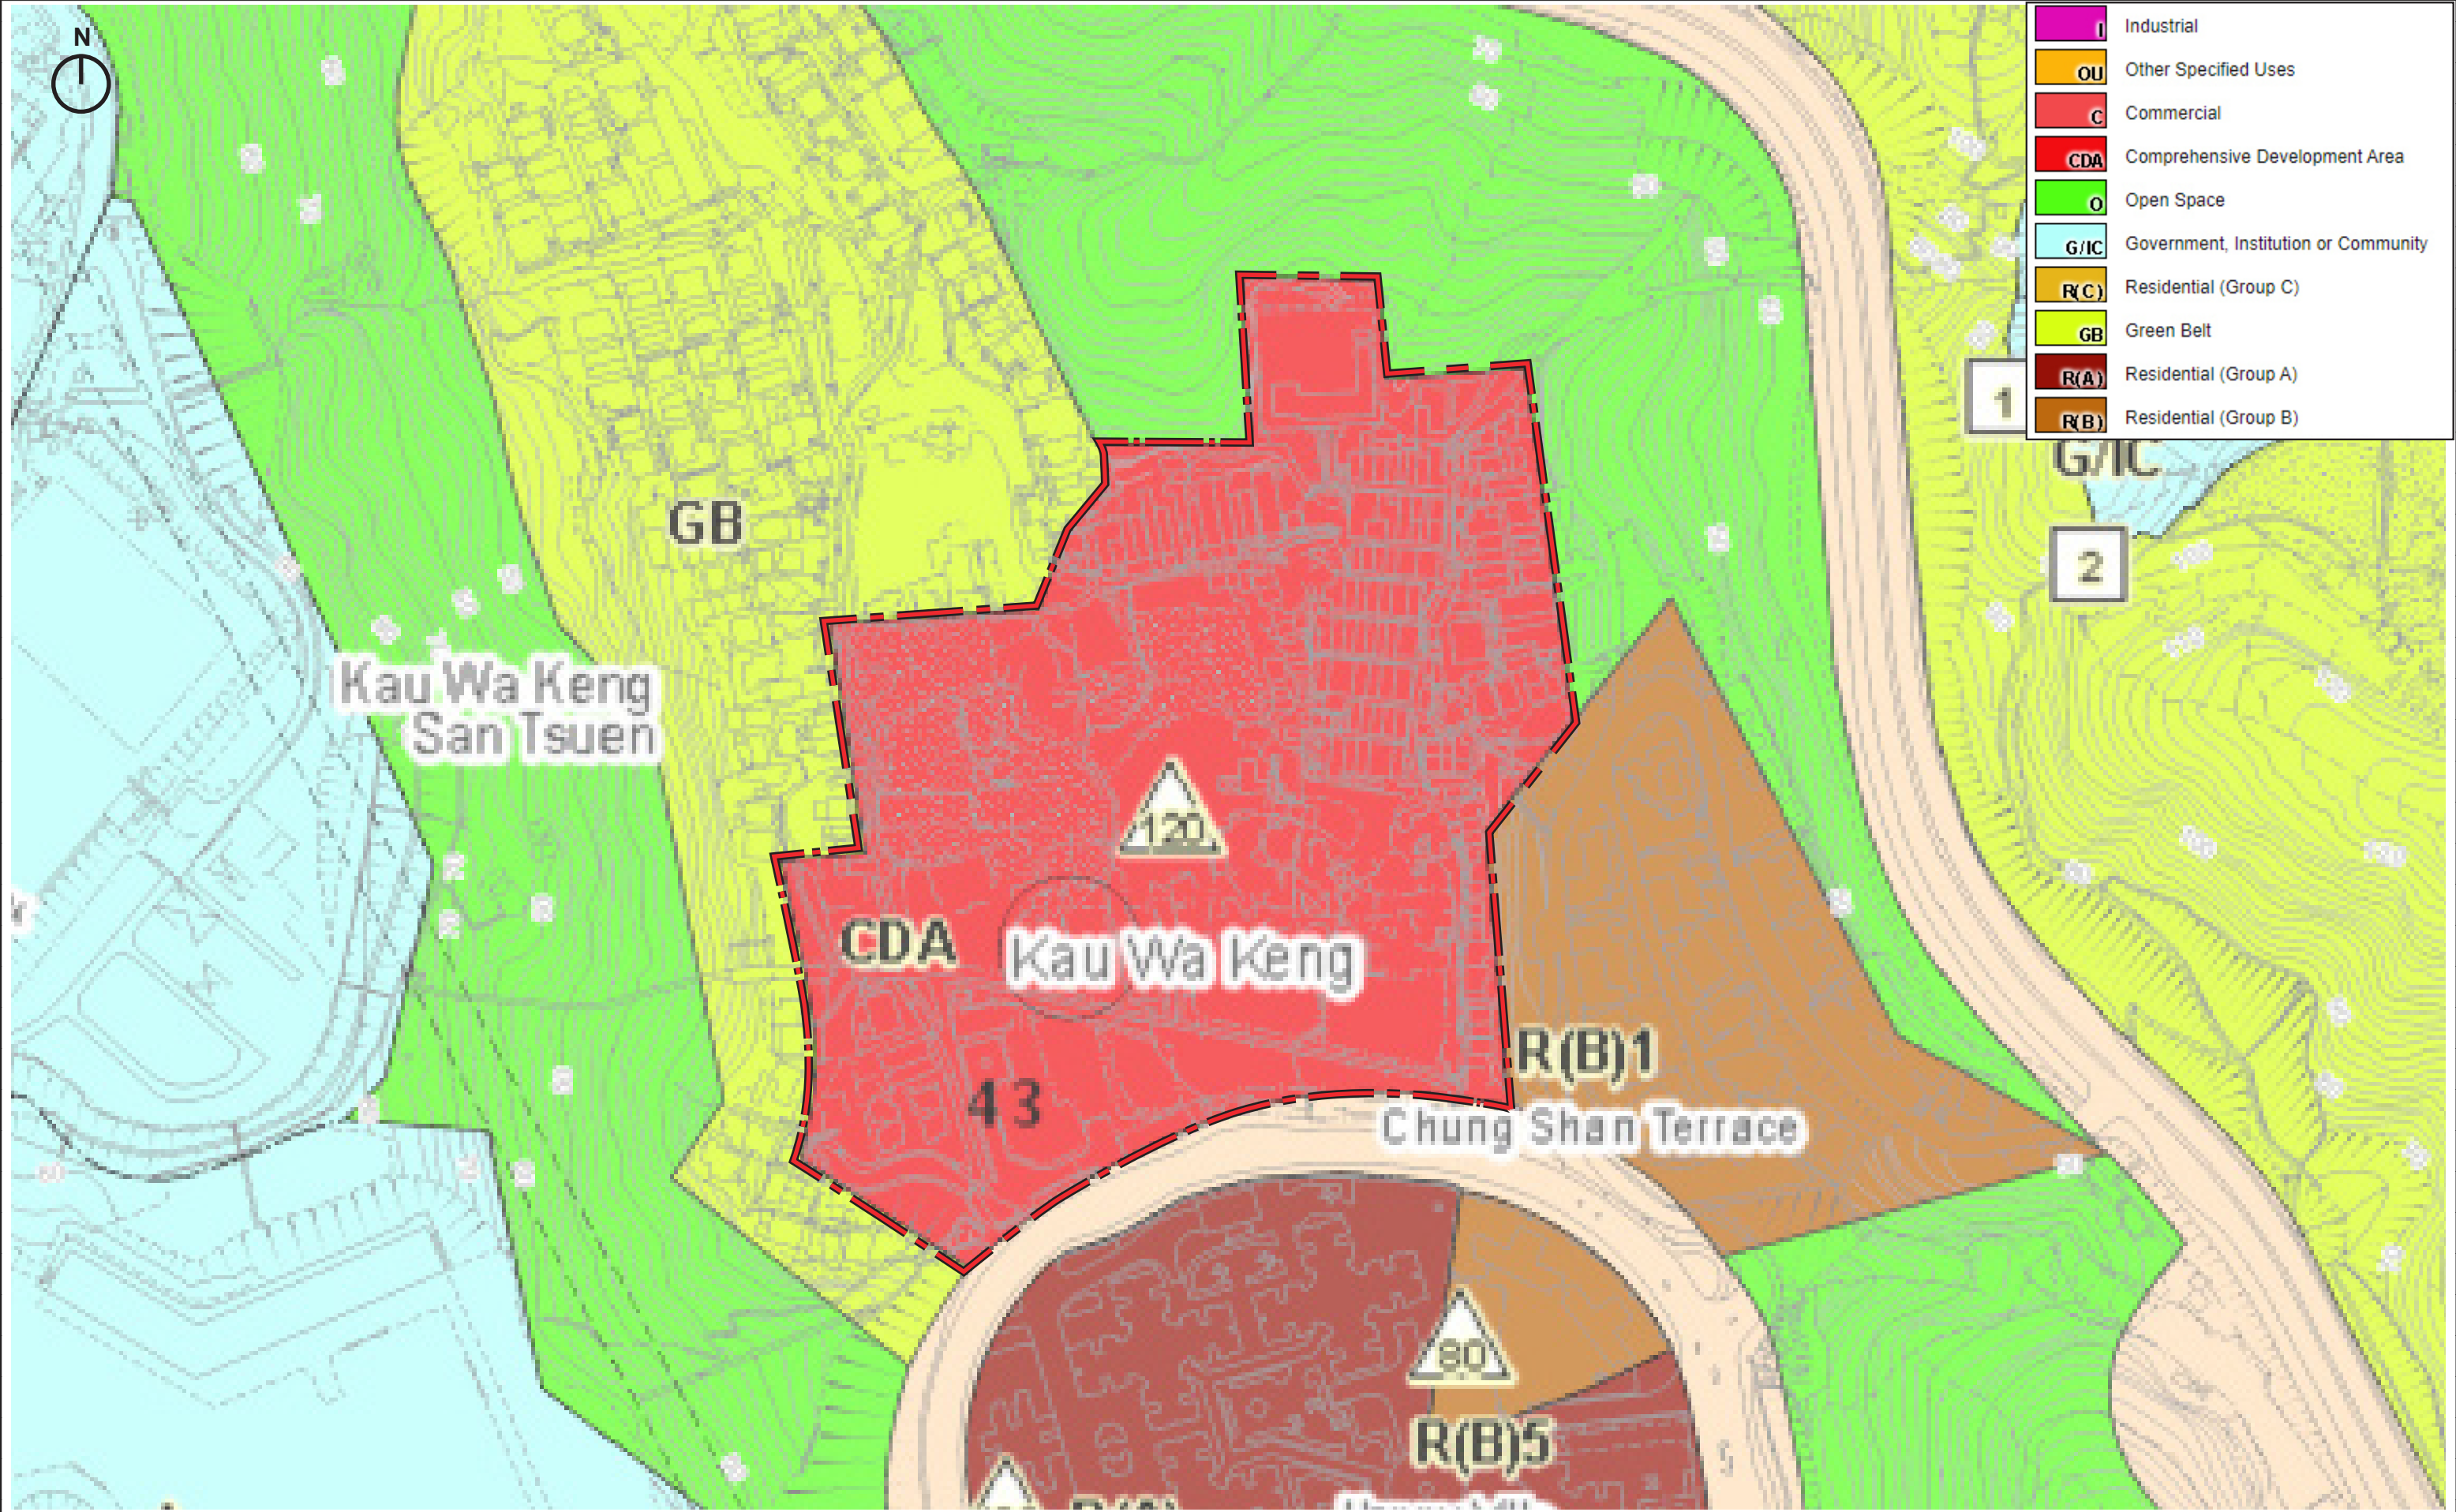 N
I Industrial
OU Other Specified Uses
C Commercial
CDA Comprehensive Development Area
O Open Space
G/IC Government, Institution or Community
R(C) Residential (Group C)
GB Green Belt
R(A) Residential (Group A)
R(B) Residential (Group B)
1
G/IC
2
GB
Kau Wa Keng
San Tsuen
120
CDA
Kau Wa Keng
43
R(B)1
Chung Shan Terrace
80
R(B)5